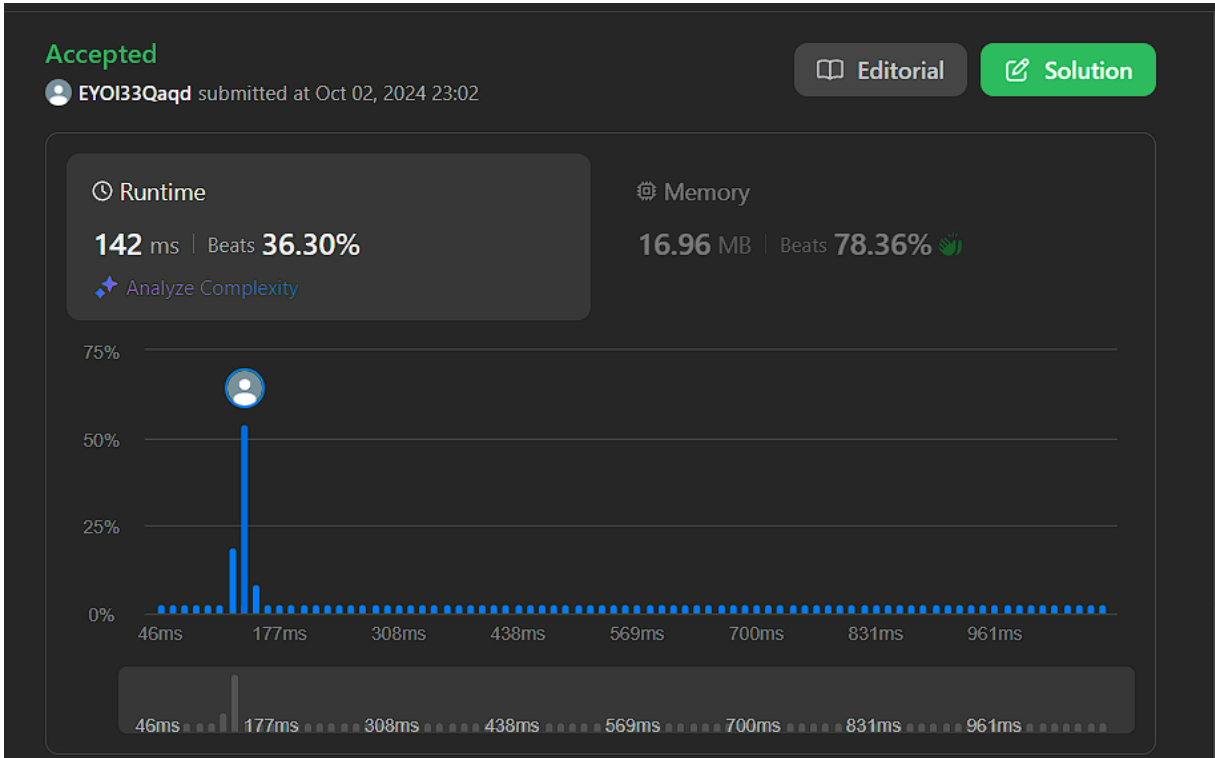 Accepted
EYOI33Qaqd submitted at Oct 02, 2024 23:02
Editorial
Solution
Runtime
142 ms | Beats 36.30%
Analyze Complexity
Memory
16.96 MB | Beats 78.36%
75%
50%
25%
0%
46ms 177ms 308ms 438ms 569ms 700ms 831ms 961ms
46ms 177ms 308ms 438ms 569ms 700ms 831ms 961ms